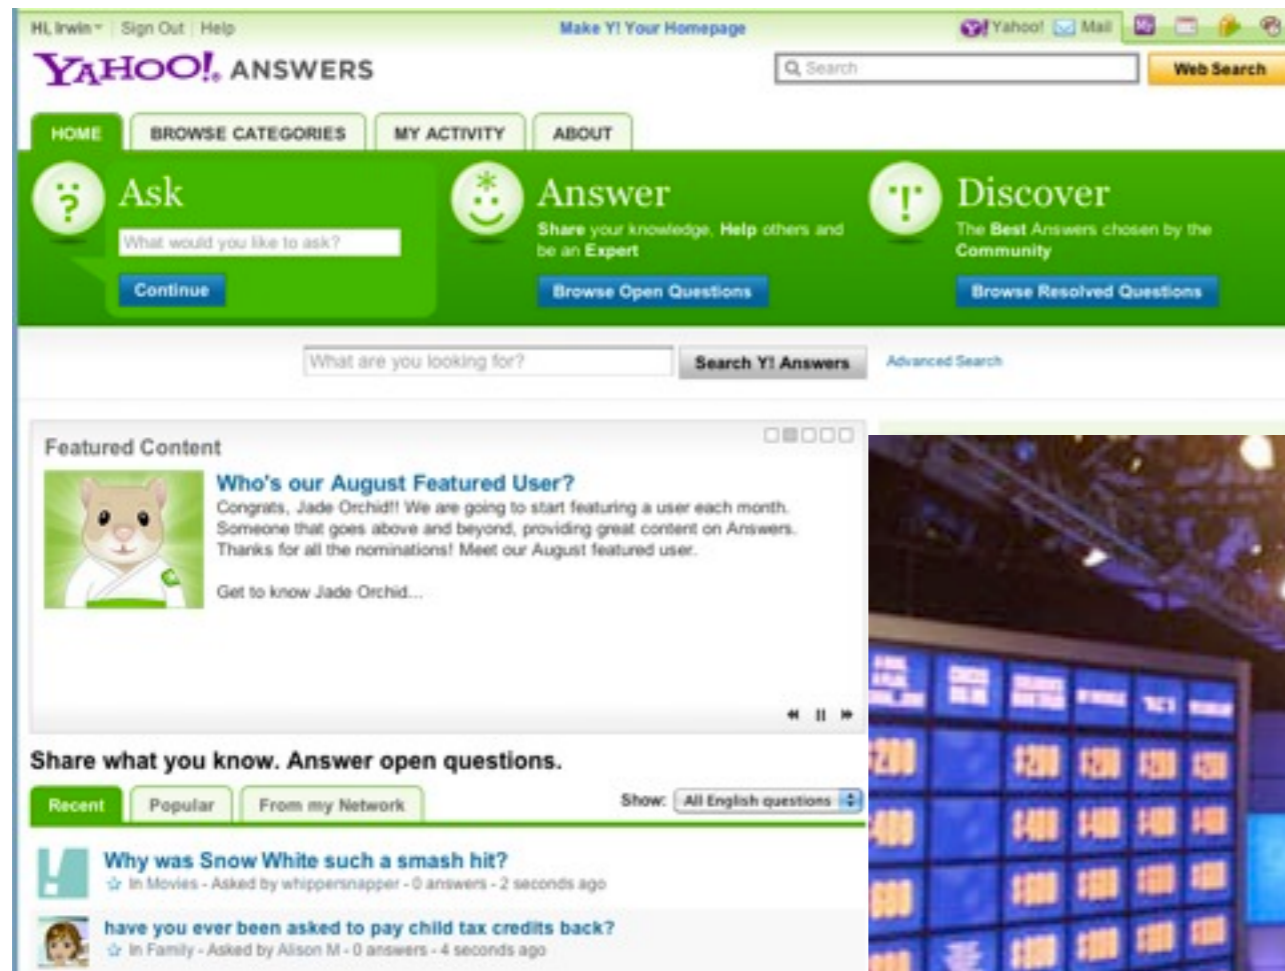 Hi, Irwin Sign Out Help Make Y! Your Homepage Yahoo! Mail
YAHOO! ANSWERS Search Web Search
HOME BROWSE CATEGORIES MY ACTIVITY ABOUT
Ask
What would you like to ask?
Continue
Answer
Share your knowledge, Help others and
be an Expert
Browse Open Questions
Discover
The Best Answers chosen by the
Community
Browse Resolved Questions
What are you looking for? Search Y! Answers Advanced Search
Featured Content
Who's our August Featured User?
Congrats, Jade Orchid!! We are going to start featuring a user each month.
Someone that goes above and beyond, providing great content on Answers.
Thanks for all the nominations! Meet our August featured user.
Get to know Jade Orchid...
Share what you know. Answer open questions.
Recent Popular From my Network Show: All English questions
Why was Snow White such a smash hit?
In Movies - Asked by whippersnapper - 0 answers - 2 seconds ago
have you ever been asked to pay child tax credits back?
In Family - Asked by Alison M - 0 answers - 4 seconds ago